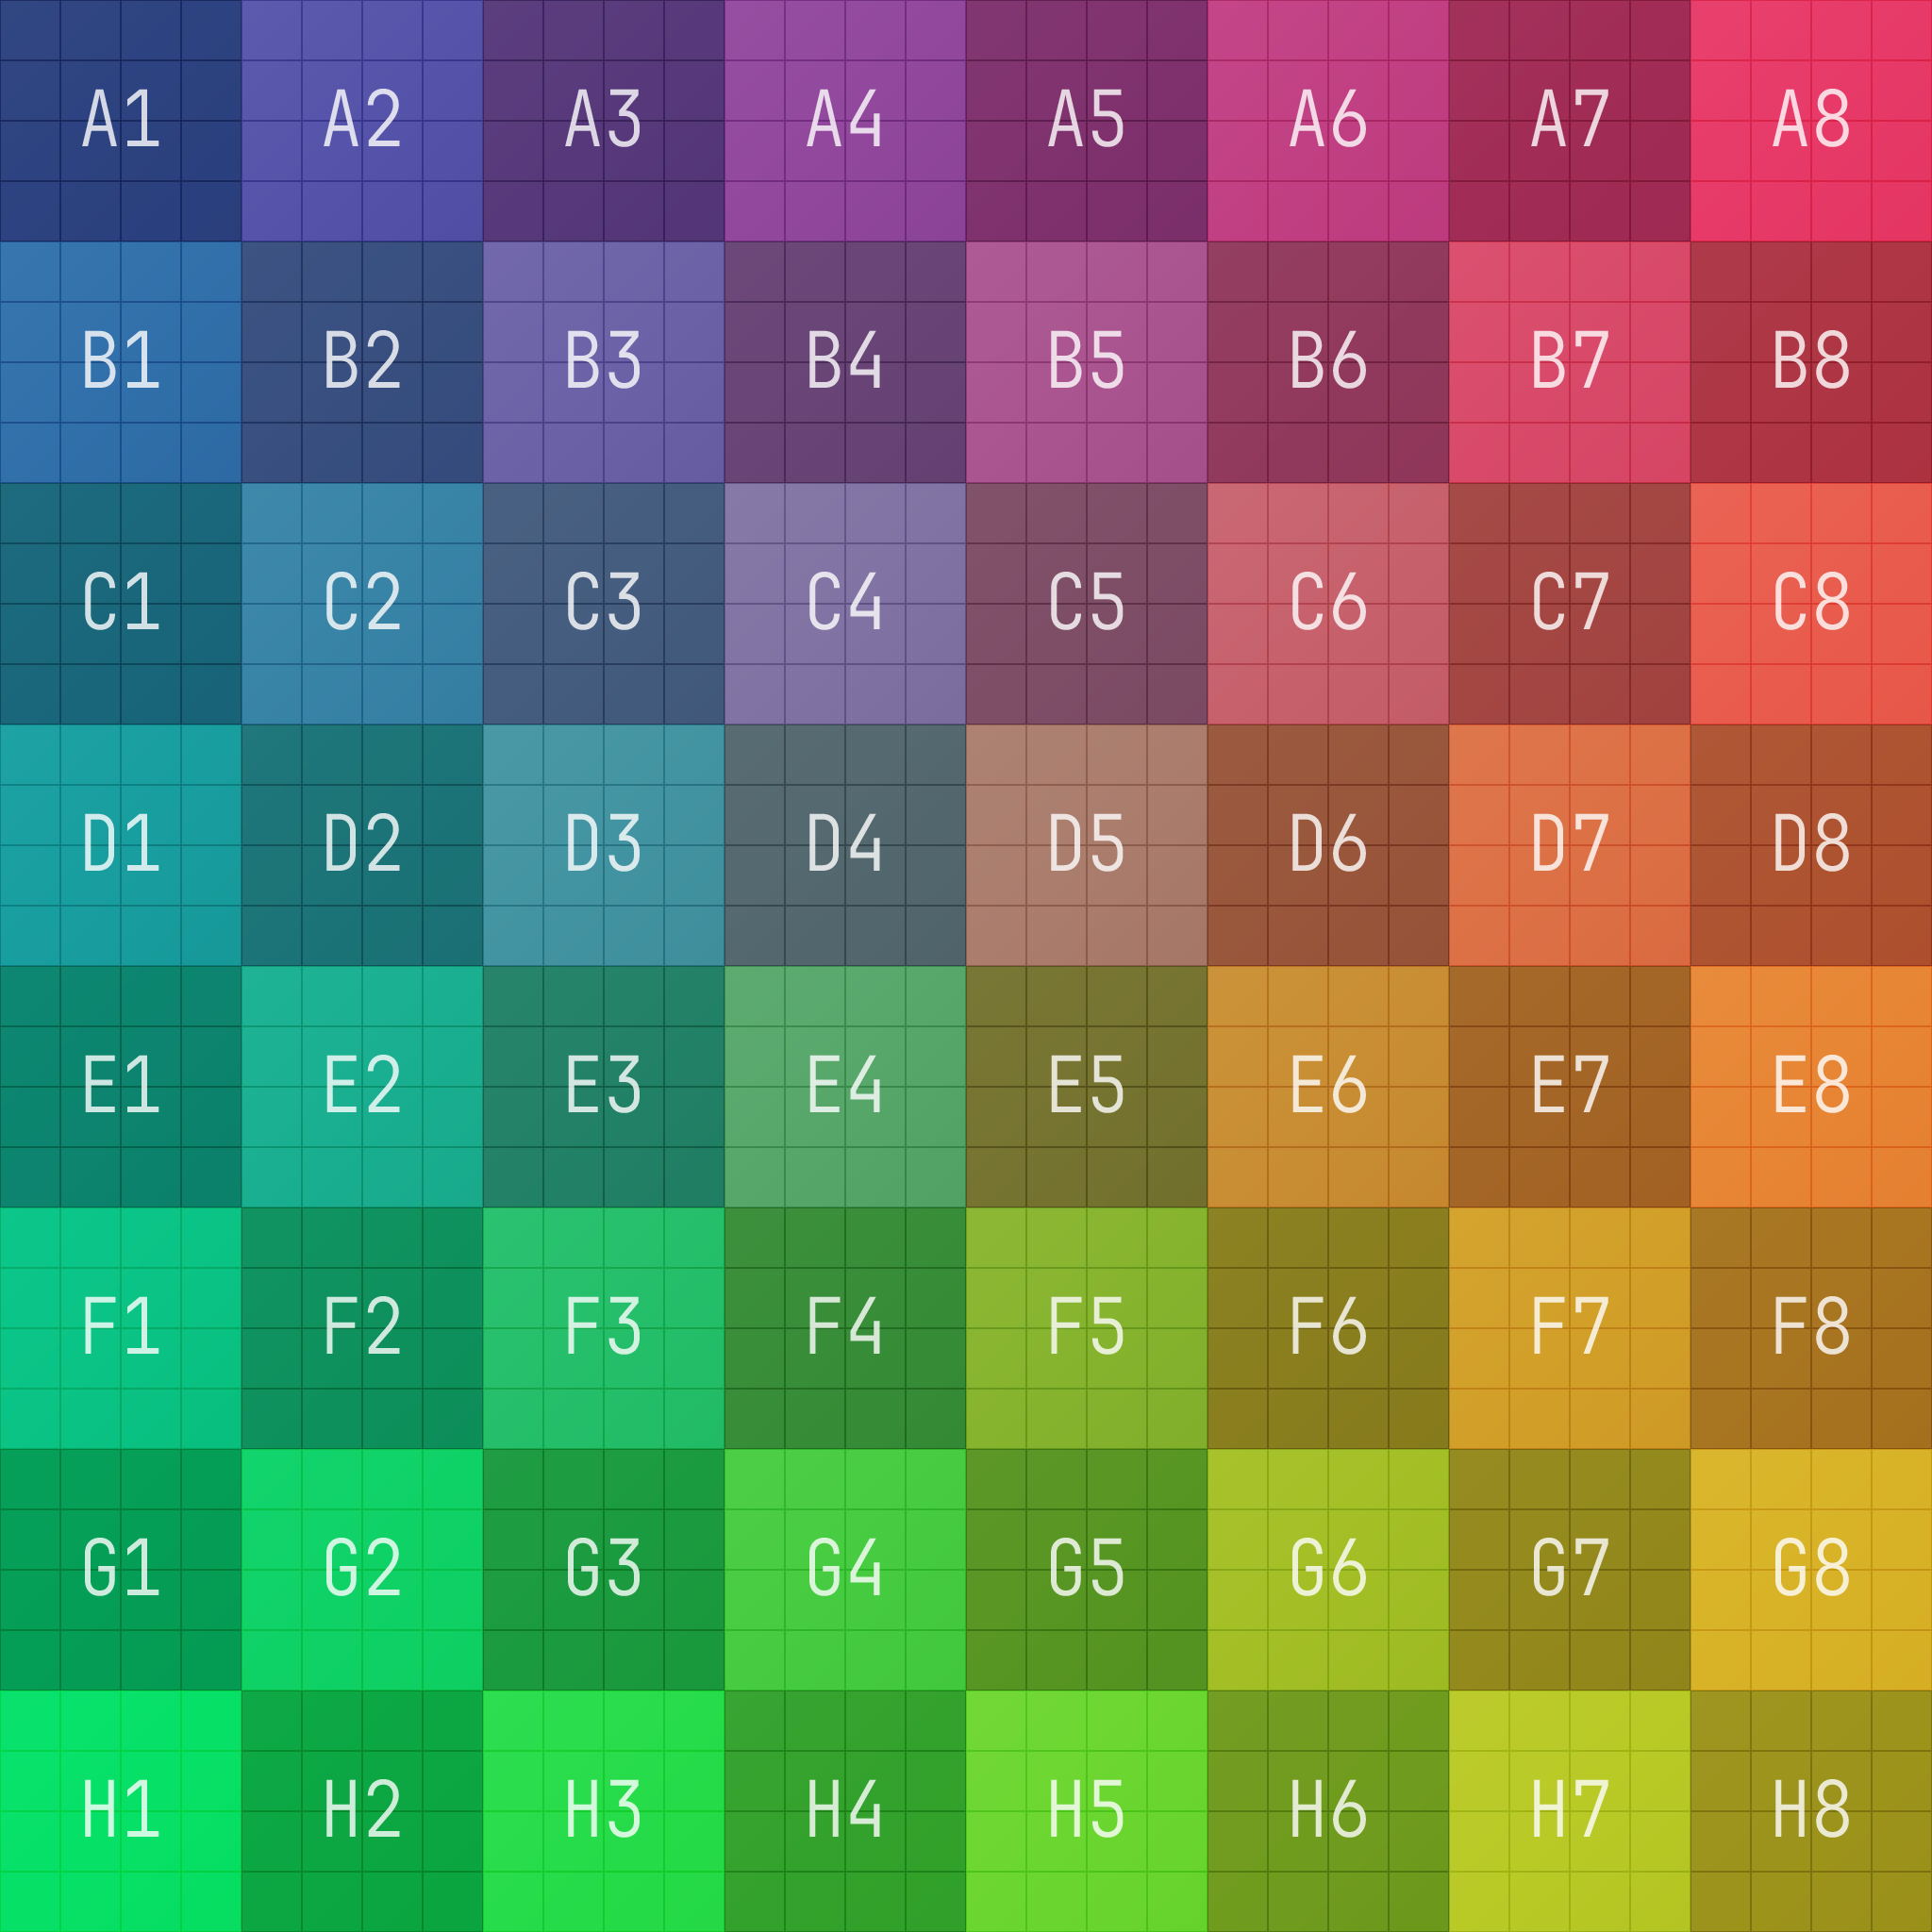 A1 A2 A3 A4 A5 A6 A7 A8
B1 B2 B3 B4 B5 B6 B7 B8
C1 C2 C3 C4 C5 C6 C7 C8
D1 D2 D3 D4 D5 D6 D7 D8
E1 E2 E3 E4 E5 E6 E7 E8
F1 F2 F3 F4 F5 F6 F7 F8
G1 G2 G3 G4 G5 G6 G7 G8
H1 H2 H3 H4 H5 H6 H7 H8